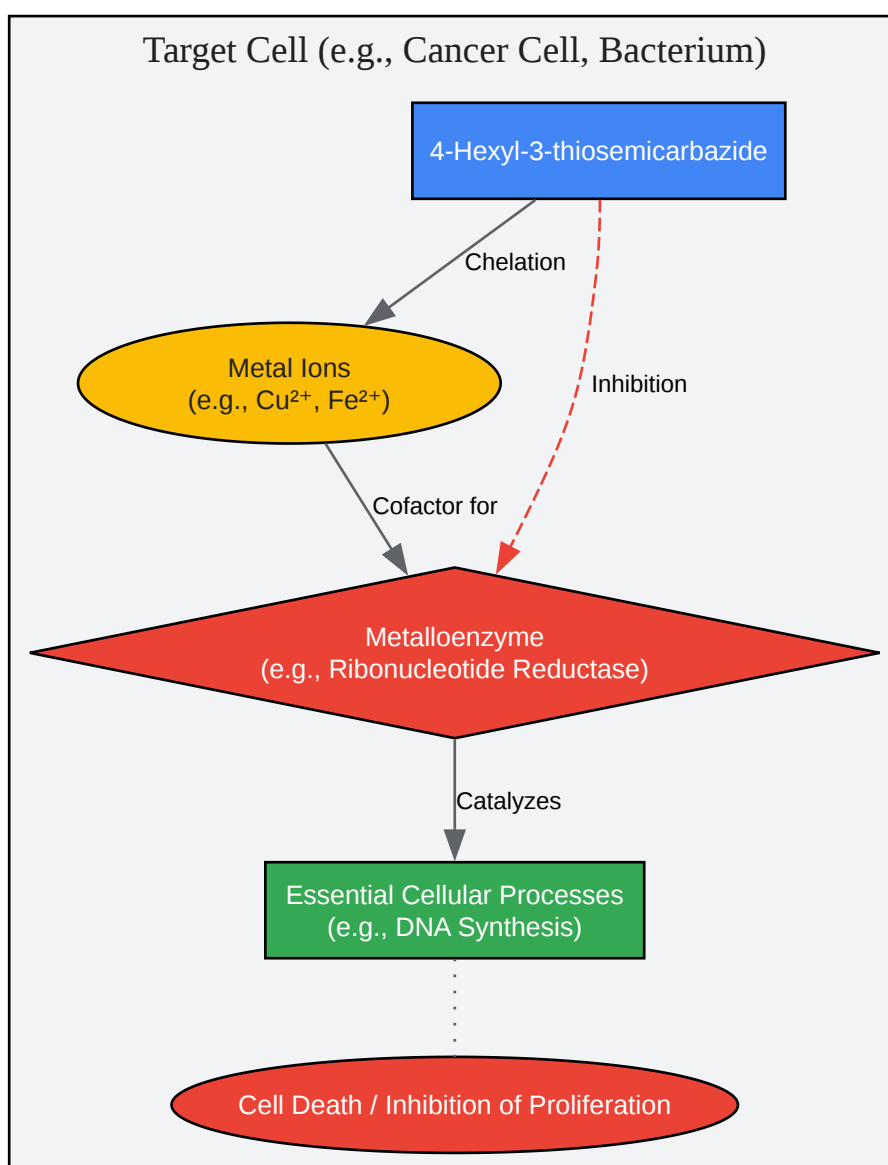 Target Cell (e.g., Cancer Cell, Bacterium)
4-Hexyl-3-thiosemicarbazide
Chelation
Metal Ions
(e.g., Cu²⁺, Fe²⁺)
Inhibition
Cofactor for
Metalloenzyme
(e.g., Ribonucleotide Reductase)
Catalyzes
Essential Cellular Processes
(e.g., DNA Synthesis)
Cell Death / Inhibition of Proliferation